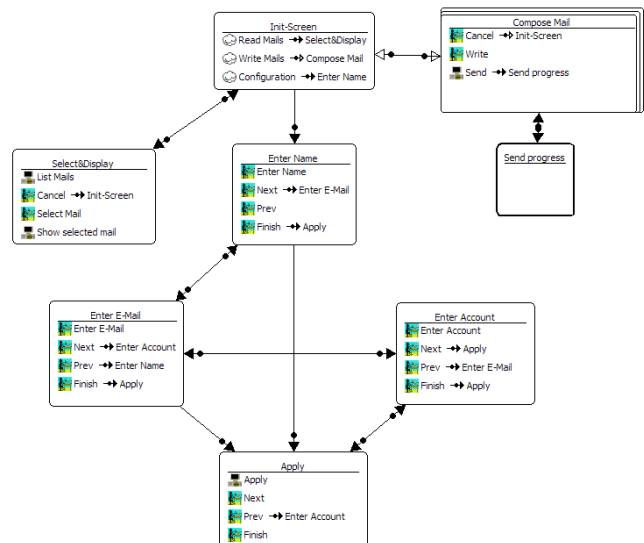 Init-Screen
Read Mails Select&Display
Write Mails Compose Mail
Configuration Enter Name
Compose Mail
Cancel Init-Screen
Write
Send Send progress
Send progress
Select&Display
List Mails
Cancel Init-Screen
Select Mail
Show selected mail
Enter Name
Enter Name
Next Enter E-Mail
Prev
Finish Apply
Enter E-Mail
Enter E-Mail
Next Enter Account
Prev Enter Name
Finish Apply
Enter Account
Enter Account
Next Apply
Prev Enter E-Mail
Finish Apply
Apply
Apply
Next
Prev Enter Account
Finish